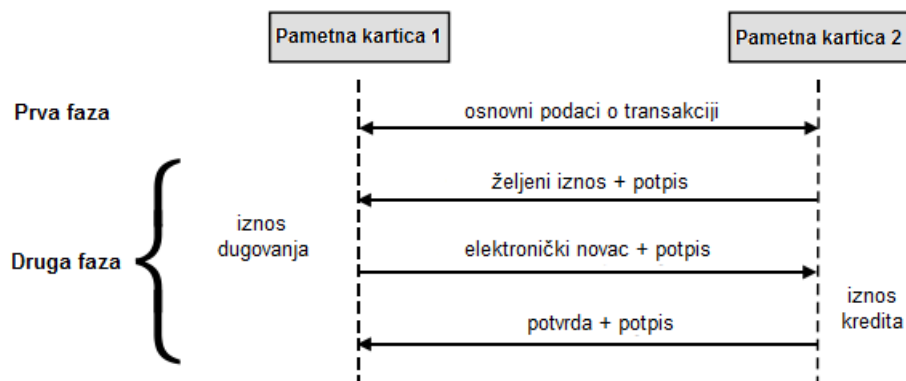 Pametna kartica 1
Pametna kartica 2
Prva faza
osnovni podaci o transakciji
željeni iznos + potpis
iznos
dugovanja
Druga faza
elektronički novac + potpis
iznos
kredita
potvrda + potpis